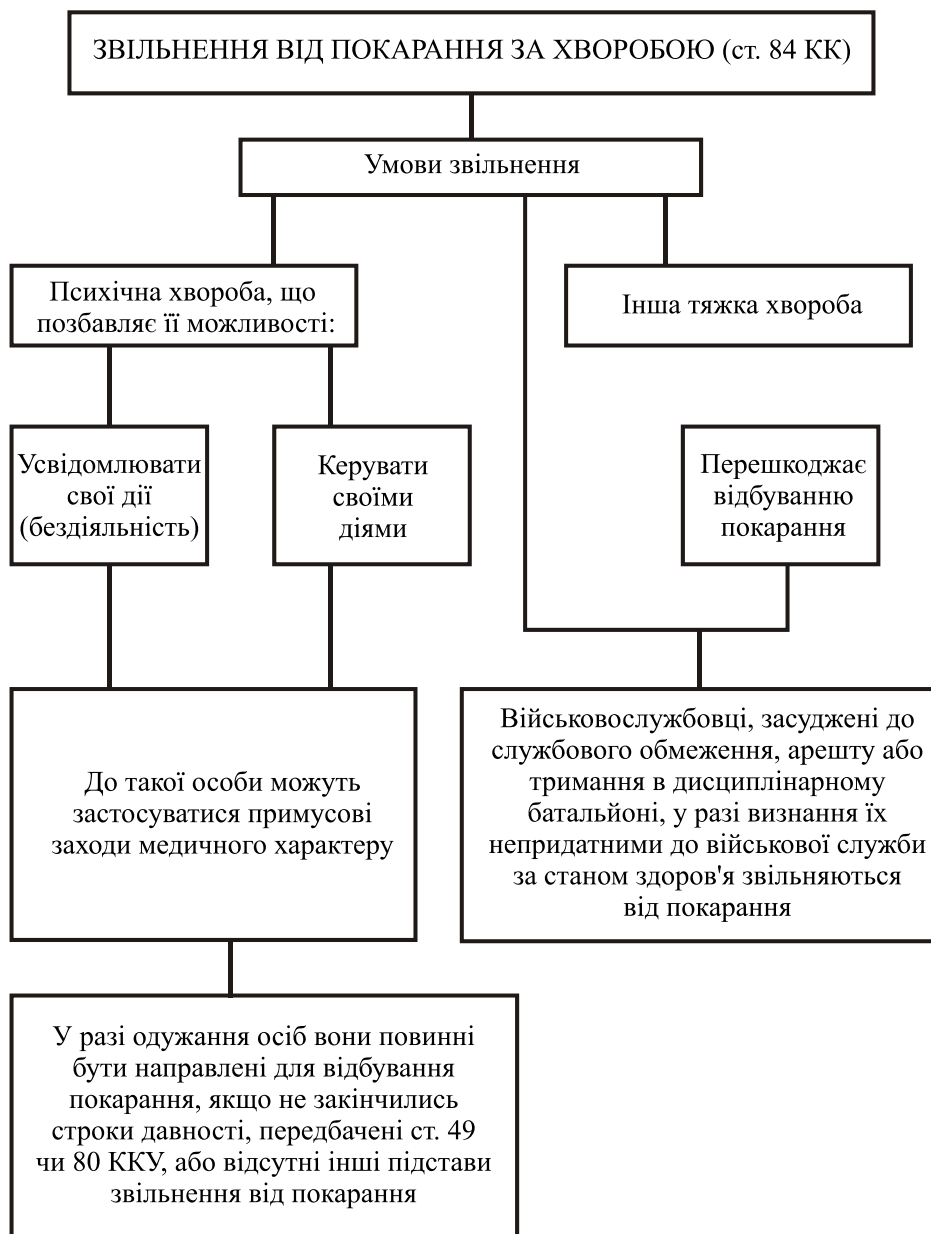 ЗВІЛЬНЕННЯ ВІД ПОКАРАННЯ ЗА ХВОРОБОЮ (ст. 84 КК)
Умови звільнення
Психічна хвороба, що
позбавляє її можливості:
Інша тяжка хвороба
Усвідомлювати
свої дії
(бездіяльність)
Керувати
своїми
діями
Перешкоджає
відбуванню
покарання
До такої особи можуть
застосуватися примусові
заходи медичного характеру
Військовослужбовці, засуджені до
службового обмеження, арешту або
тримання в дисциплінарному
батальйоні, у разі визнання їх
непридатними до військової служби
за станом здоров'я звільняються
від покарання
У разі одужання осіб вони повинні
бути направлені для відбування
покарання, якщо не закінчились
строки давності, передбачені ст. 49
чи 80 ККУ, або відсутні інші підстави
звільнення від покарання